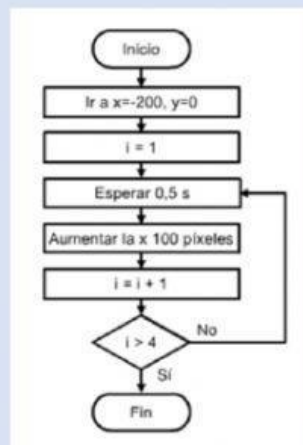 Inicio
Ir a x=-200, y=0
i = 1
Esperar 0,5 s
Aumentar la x 100 píxeles
i = i + 1
i > 4
No
Sí
Fin